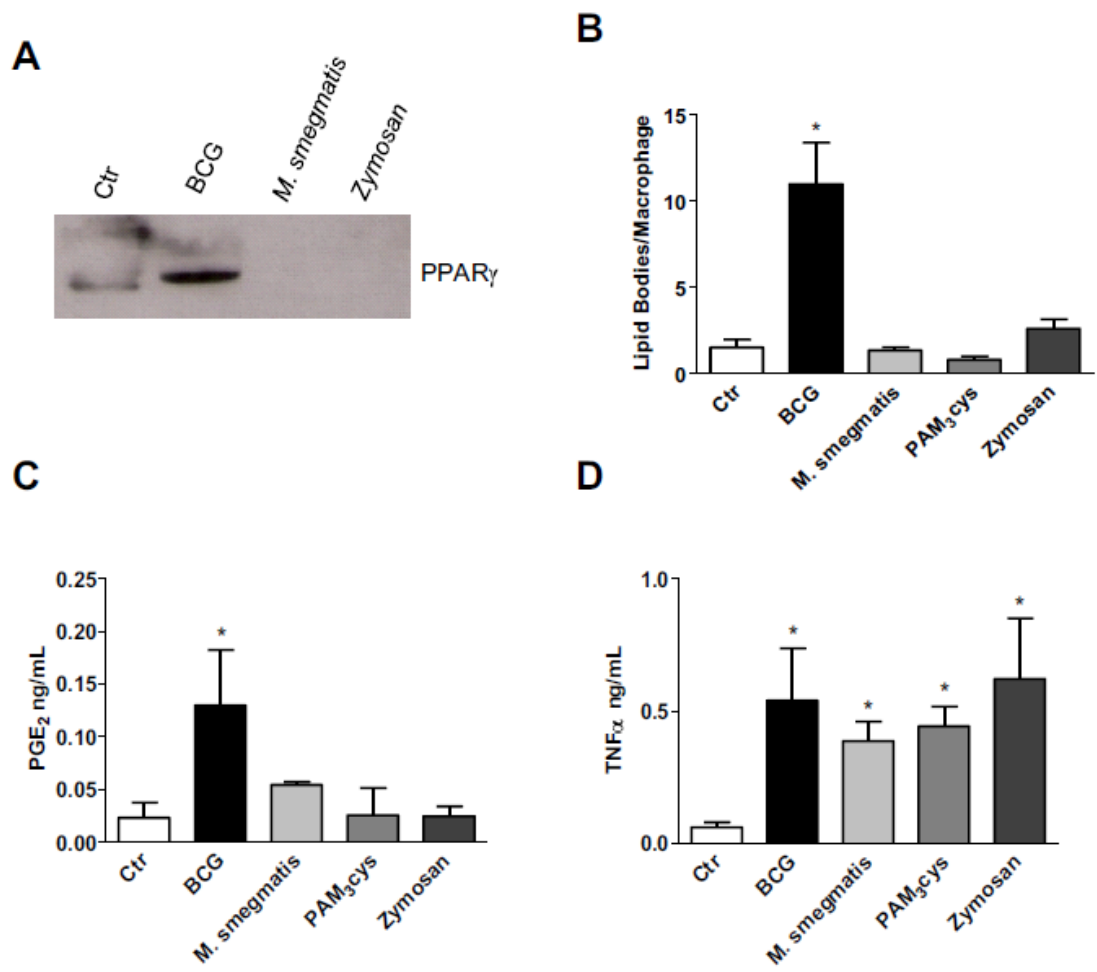 A
Ctr
BCG
M. smegmatis
Zymosan
PPARγ
B
Lipid Bodies/Macrophage
15
10
5
0
*
Ctr
BCG
M. smegmatis
PAM₃cys
Zymosan
C
PGE₂ ng/mL
0.25
0.20
0.15
0.10
0.05
0.00
*
Ctr
BCG
M. smegmatis
PAM₃cys
Zymosan
D
TNFα ng/mL
1.0
0.5
0.0
*
*
*
*
Ctr
BCG
M. smegmatis
PAM₃cys
Zymosan